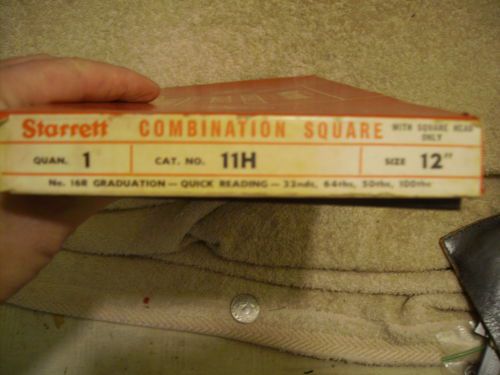 Starrett COMBINATION SQUARE WITH SQUARE HEAD ONLY
QUAN. 1 CAT. NO. 11H SIZE 12"
No. 16R GRADUATION — QUICK READING — 32nds, 64ths, 50ths, 100ths